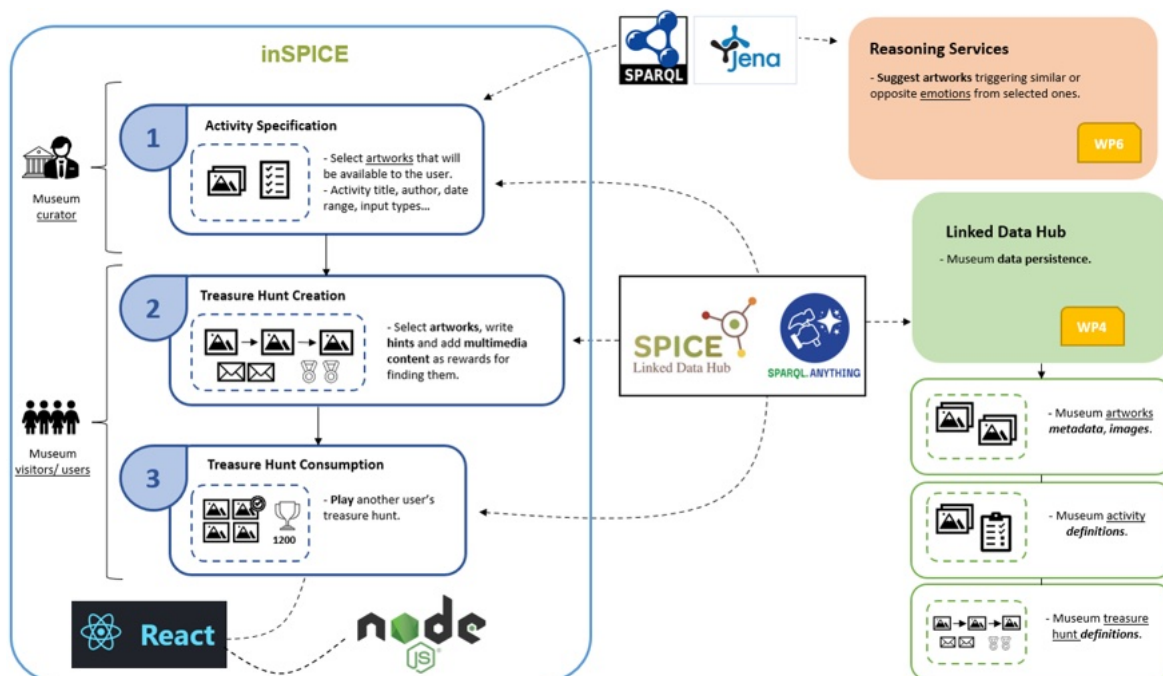 inSPICE
Museum
curator
1
Activity Specification
- Select artworks that will
be available to the user.
- Activity title, author, date
range, input types...
Museum
visitors/ users
2
Treasure Hunt Creation
- Select artworks, write
hints and add multimedia
content as rewards for
finding them.
3
Treasure Hunt Consumption
1200
- Play another user's
treasure hunt.
React
node
JS
SPARQL
Jena
SPICE
Linked Data Hub
SPARQL.ANYTHING
Reasoning Services
- Suggest artworks triggering similar or
opposite emotions from selected ones.
WP6
Linked Data Hub
- Museum data persistence.
WP4
- Museum artworks
metadata, images.
- Museum activity
definitions.
- Museum treasure
hunt definitions.